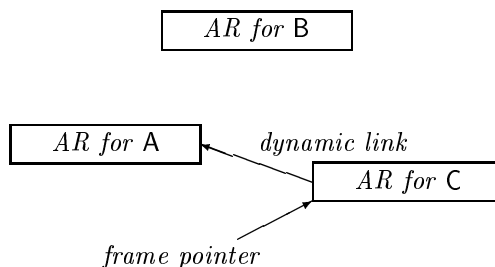 AR for B
AR for A
dynamic link
AR for C
frame pointer